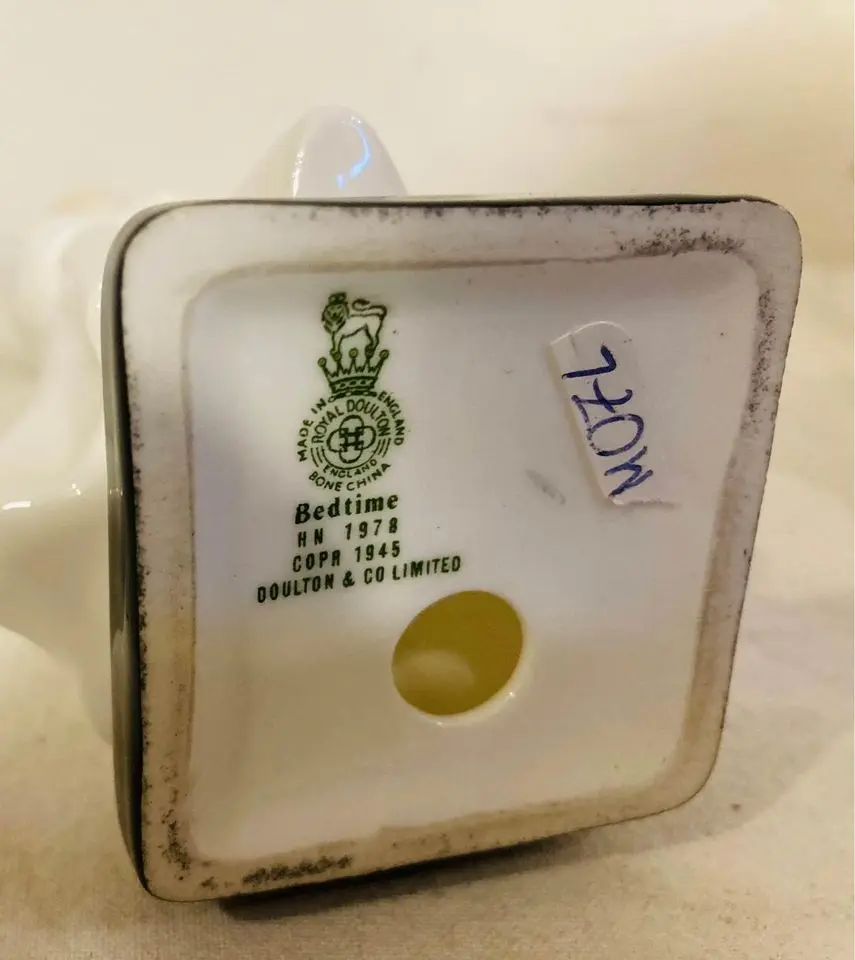 MADE IN ENGLAND
ROYAL DOULTON
ENGLAND
BONE CHINA
Bedtime
HN 1978
COPR 1945
DOULTON & CO LIMITED